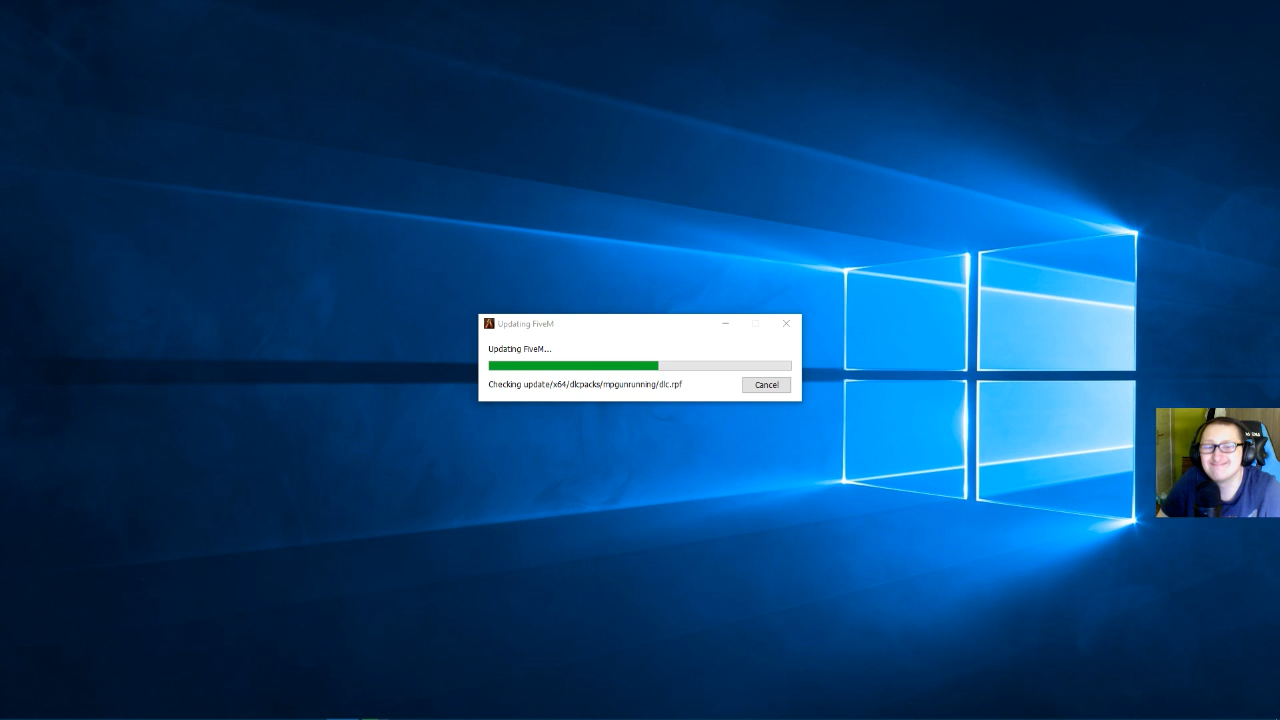 Updating FiveM
Updating FiveM...
Checking update/x64/dlcpacks/mpgunrunning/dlc.rpf
Cancel